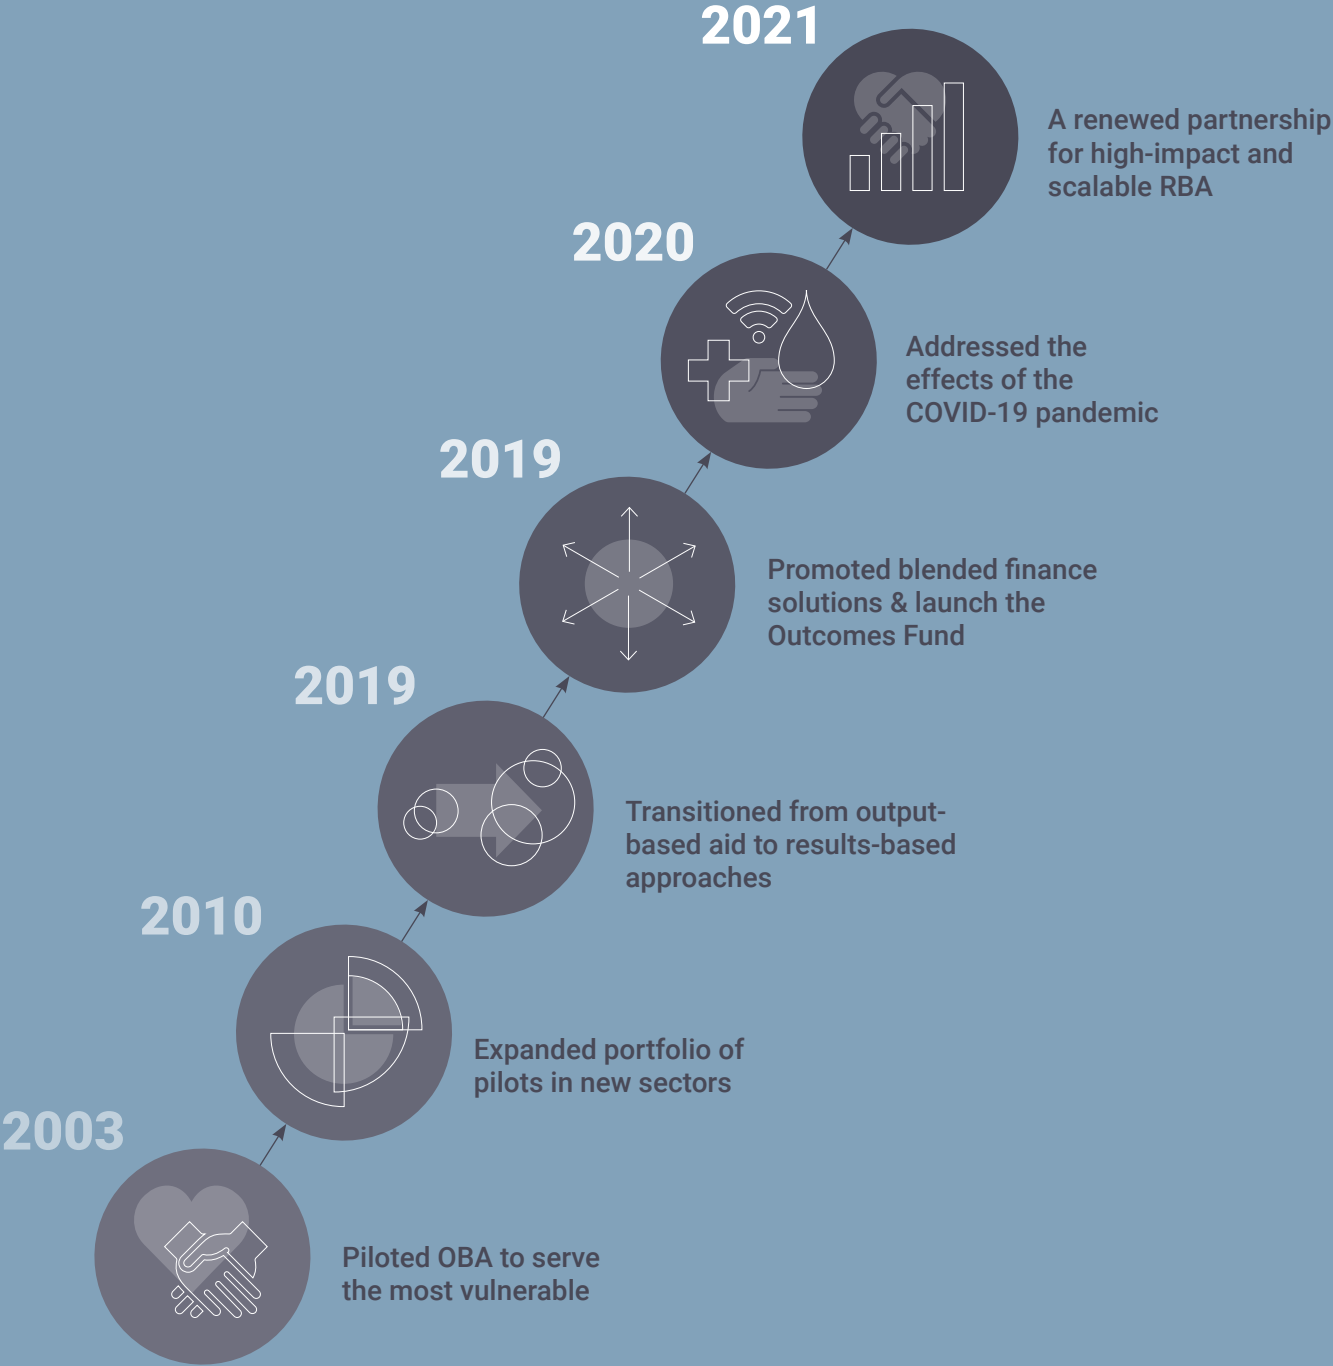 2021
A renewed partnership
for high-impact and
scalable RBA
2020
Addressed the
effects of the
COVID-19 pandemic
2019
Promoted blended finance
solutions & launch the
Outcomes Fund
2019
Transitioned from output-
based aid to results-based
approaches
2010
Expanded portfolio of
pilots in new sectors
2003
Piloted OBA to serve
the most vulnerable